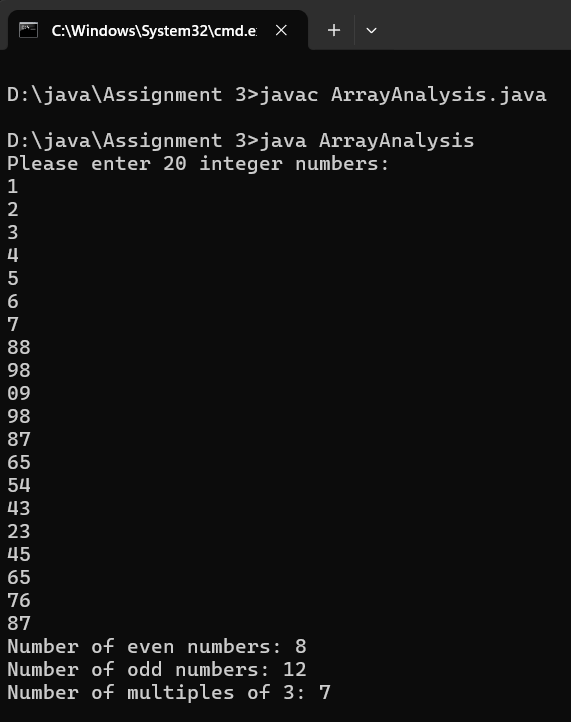 C:\Windows\System32\cmd.e
D:\java\Assignment 3>javac ArrayAnalysis.java
D:\java\Assignment 3>java ArrayAnalysis
Please enter 20 integer numbers:
1
2
3
4
5
6
7
88
98
09
98
87
65
54
43
23
45
65
76
87
Number of even numbers: 8
Number of odd numbers: 12
Number of multiples of 3: 7